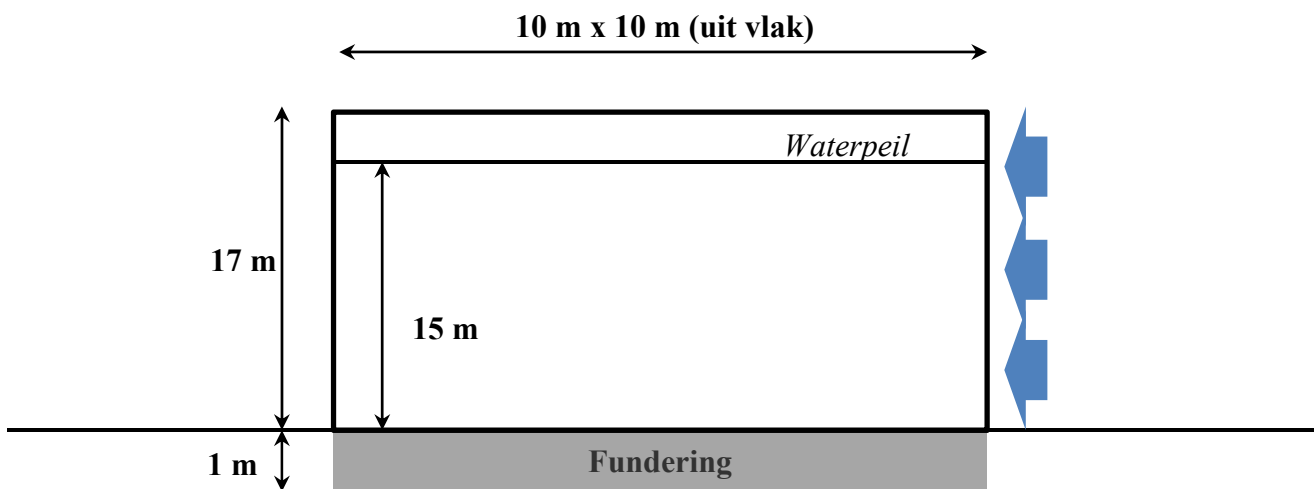 10 m x 10 m (uit vlak)
Waterpeil
17 m
15 m
1 m
Fundering